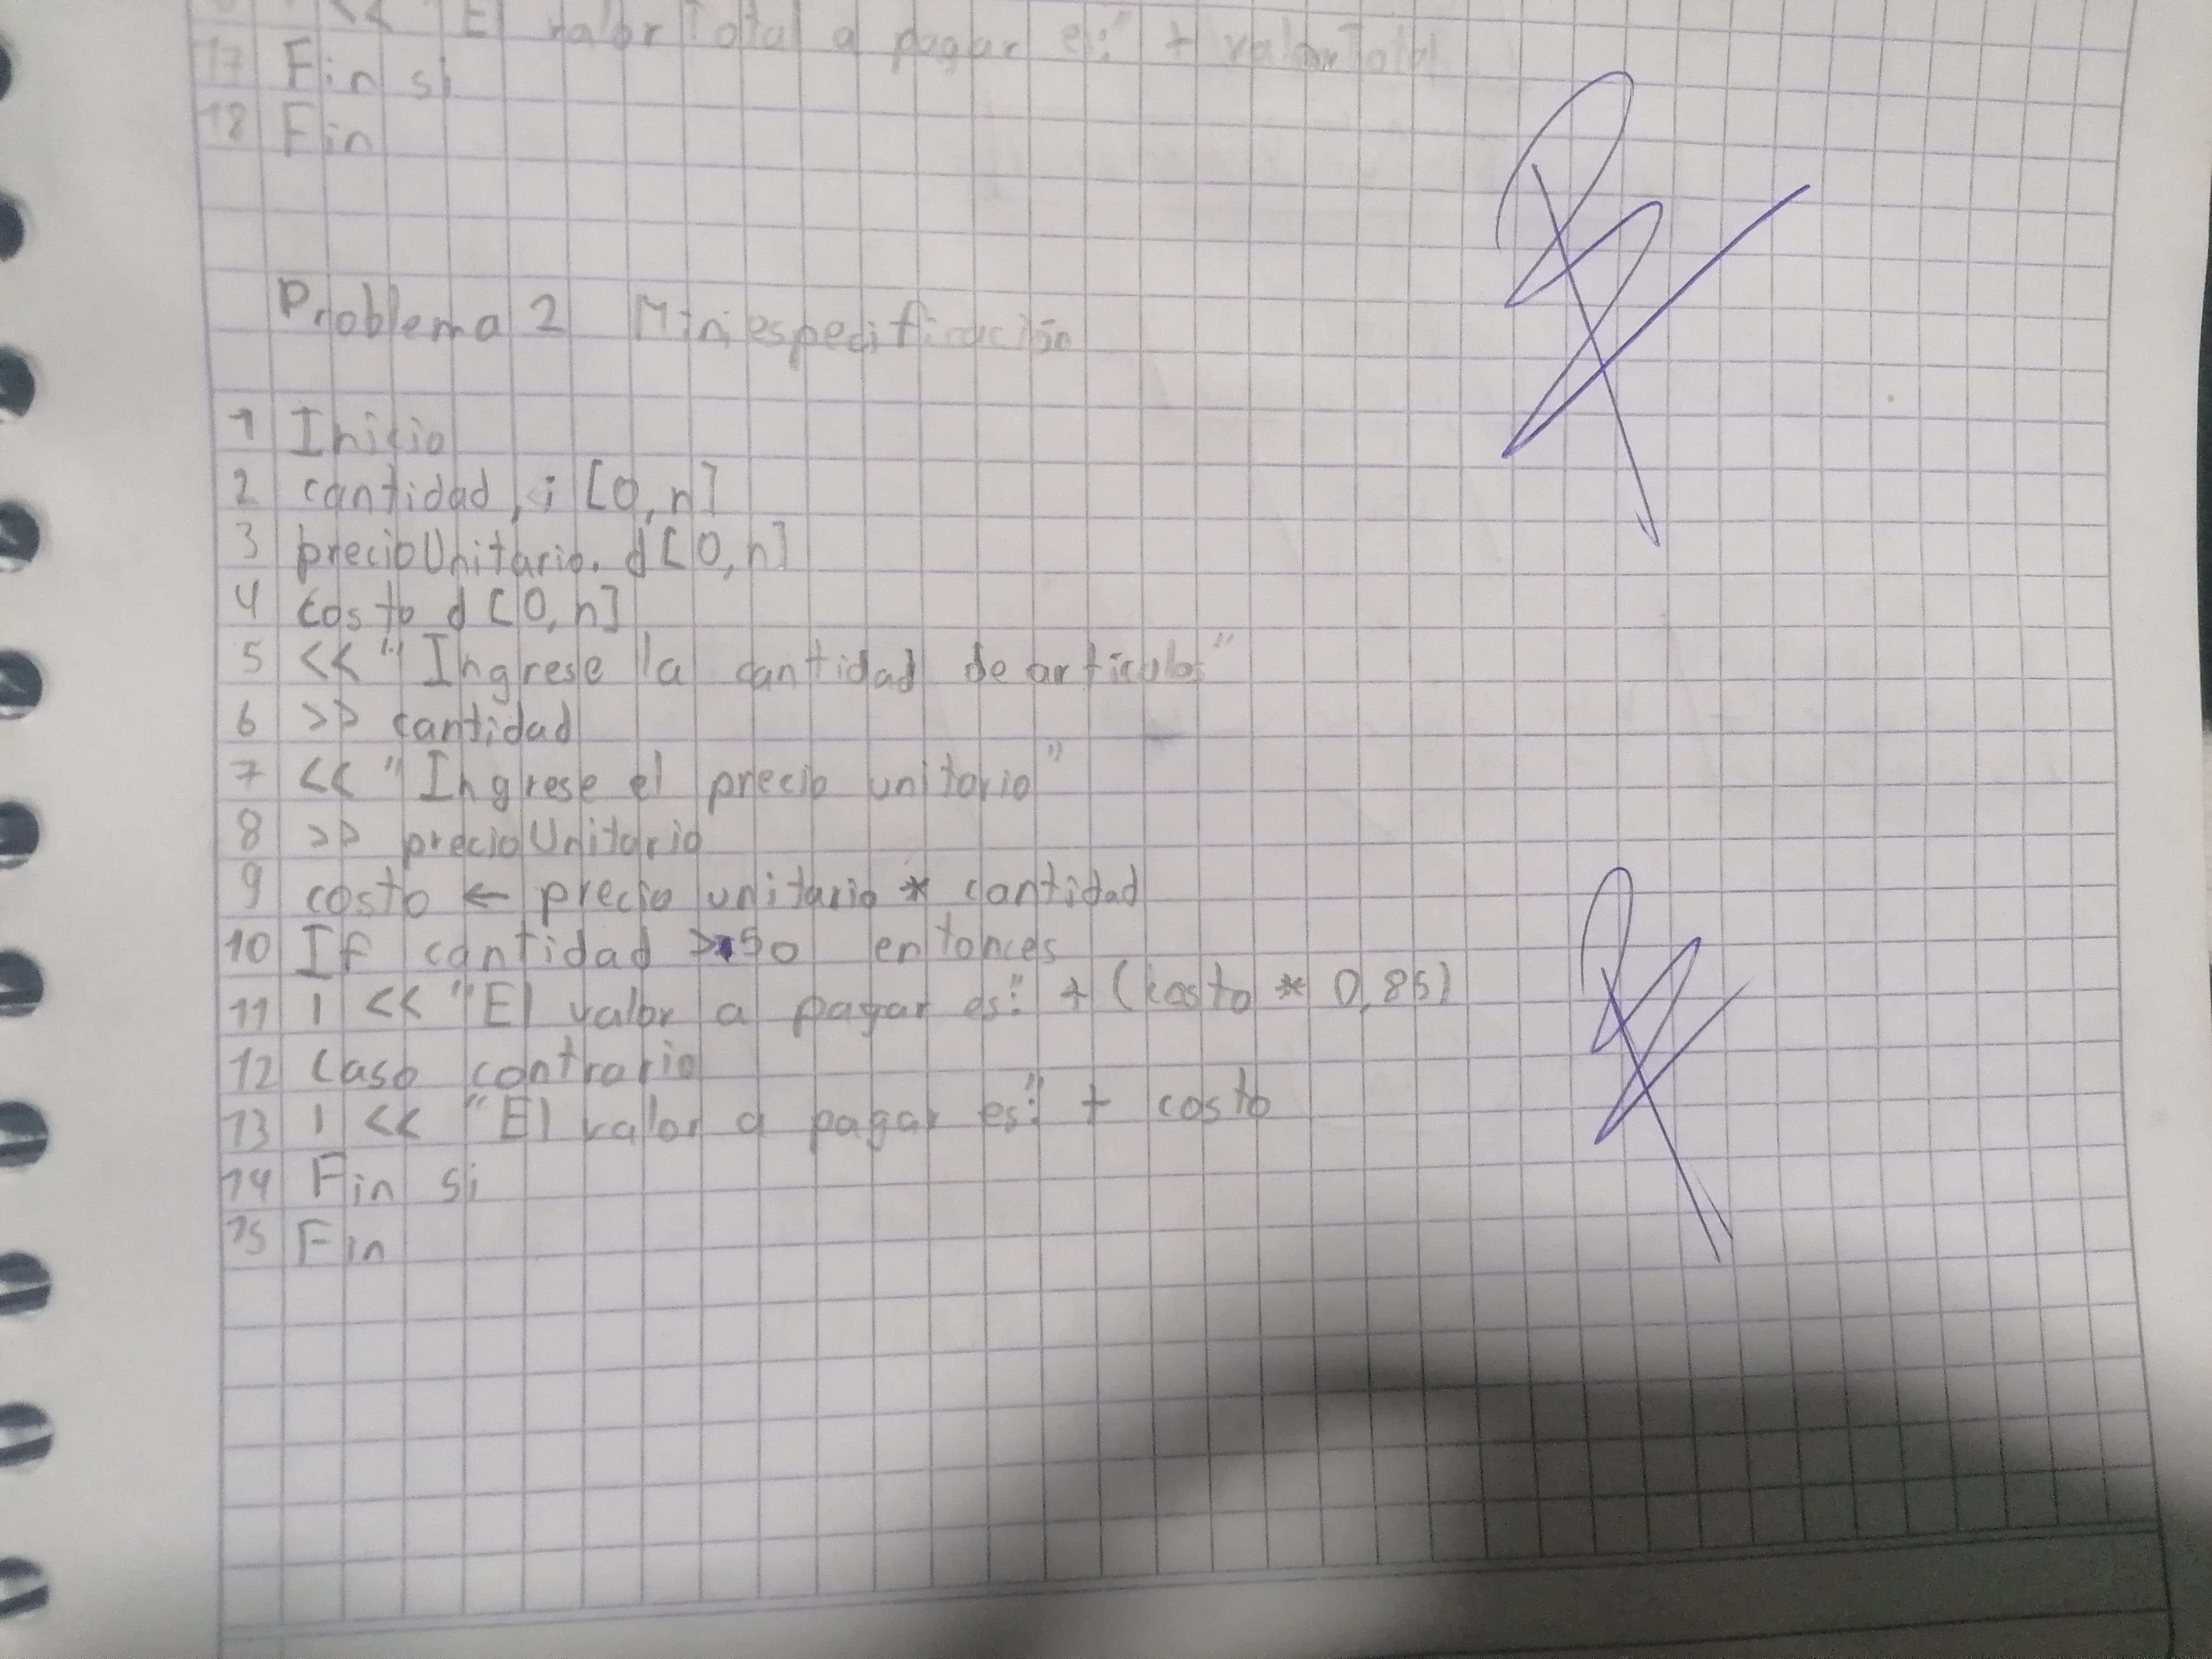 << "El valor Total a pagar es:" + valorTotal
17 Fin si
18 Fin
Problema 2 Miniespecificación
1 Inicio
2 cantidad, i [0,n]
3 precioUnitario. d[0,n]
4 costo d [0,n]
5 << "Ingrese la cantidad de articulos"
6 >> cantidad
7 << "Ingrese el precio unitario"
8 >> precioUnitario
9 costo ← precio unitario * cantidad
10 If cantidad > 50 entonces
11 | << "El valor a pagar es:" + (costo * 0,85)
12 Caso contrario
13 | << "El valor a pagar es:" + costo
14 Fin si
15 Fin